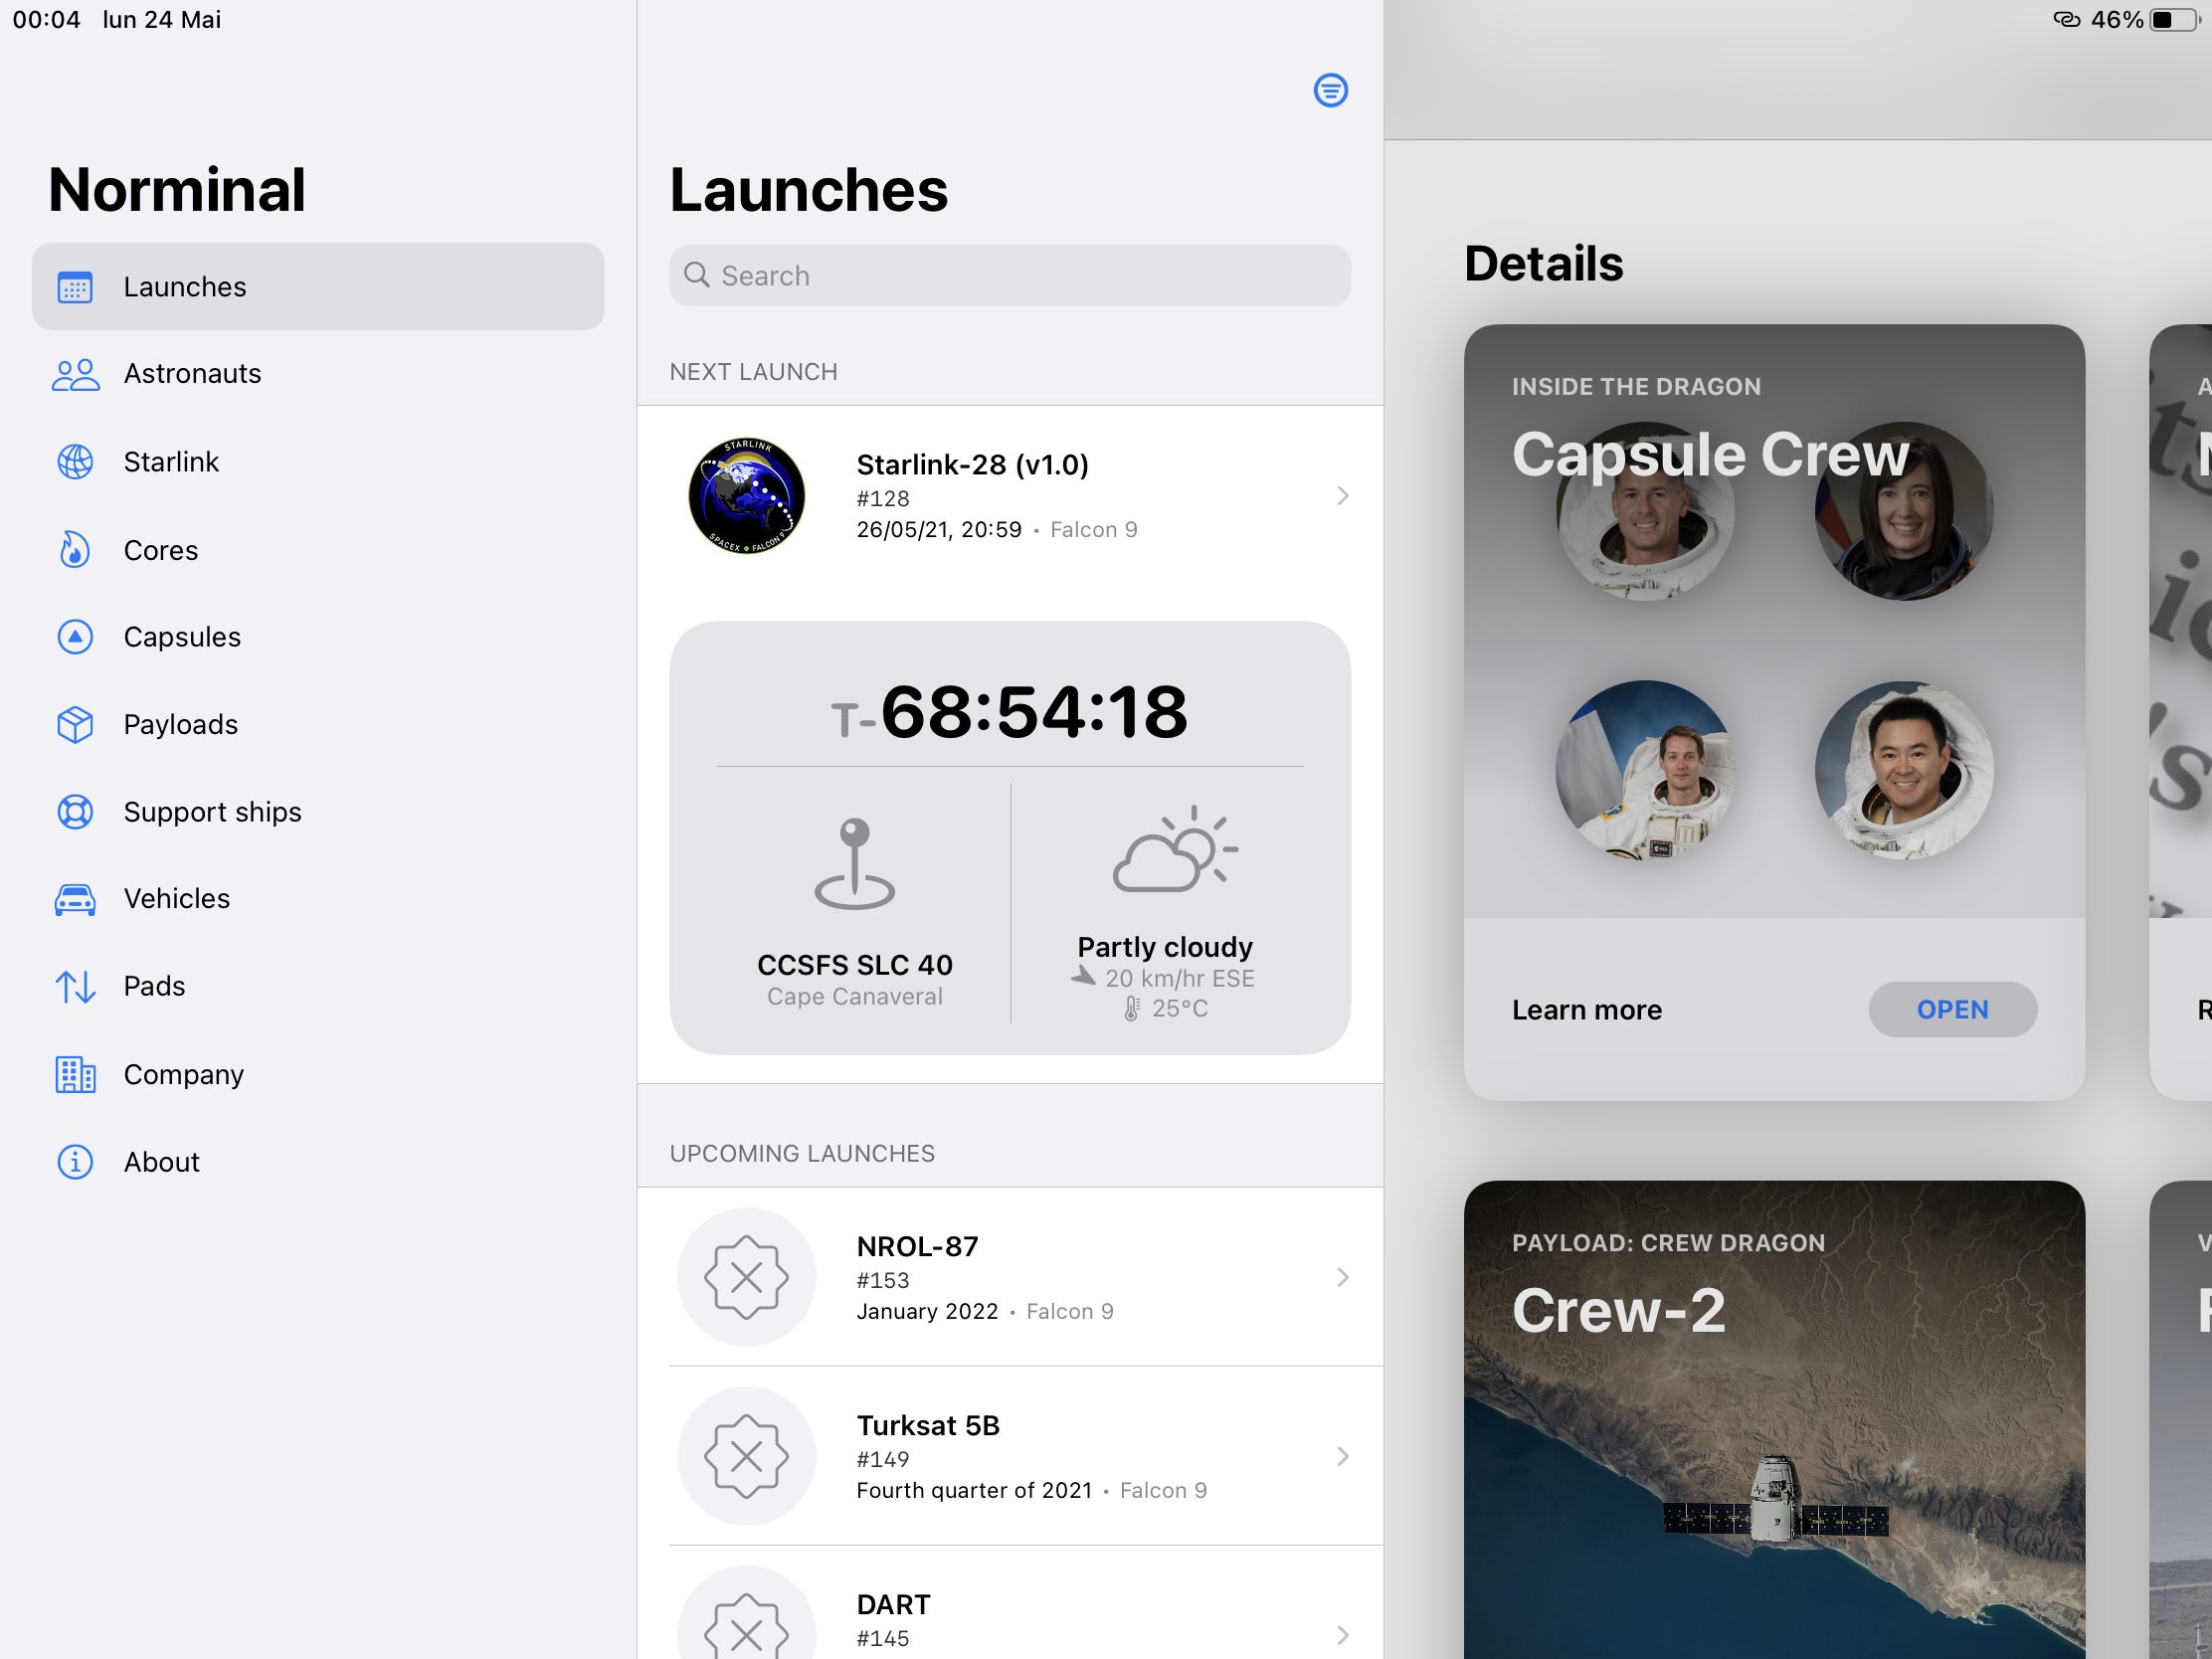 00:04 lun 24 Mai
46%
Norminal
Launches
Astronauts
Starlink
Cores
Capsules
Payloads
Support ships
Vehicles
Pads
Company
About
Launches
Search
NEXT LAUNCH
STARLINK
SPACEX • FALCON 9
Starlink-28 (v1.0)
#128
26/05/21, 20:59 • Falcon 9
T-68:54:18
CCSFS SLC 40
Cape Canaveral
Partly cloudy
20 km/hr ESE
25°C
UPCOMING LAUNCHES
NROL-87
#153
January 2022 • Falcon 9
Turksat 5B
#149
Fourth quarter of 2021 • Falcon 9
DART
#145
Details
INSIDE THE DRAGON
Capsule Crew
Learn more
OPEN
PAYLOAD: CREW DRAGON
Crew-2